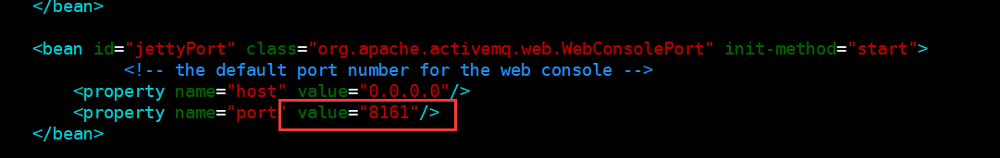 </bean>
<bean id="jettyPort" class="org.apache.activemq.web.WebConsolePort" init-method="start">
<!-- the default port number for the web console -->
<property name="host" value="0.0.0.0"/>
<property name="port" value="8161"/>
</bean>